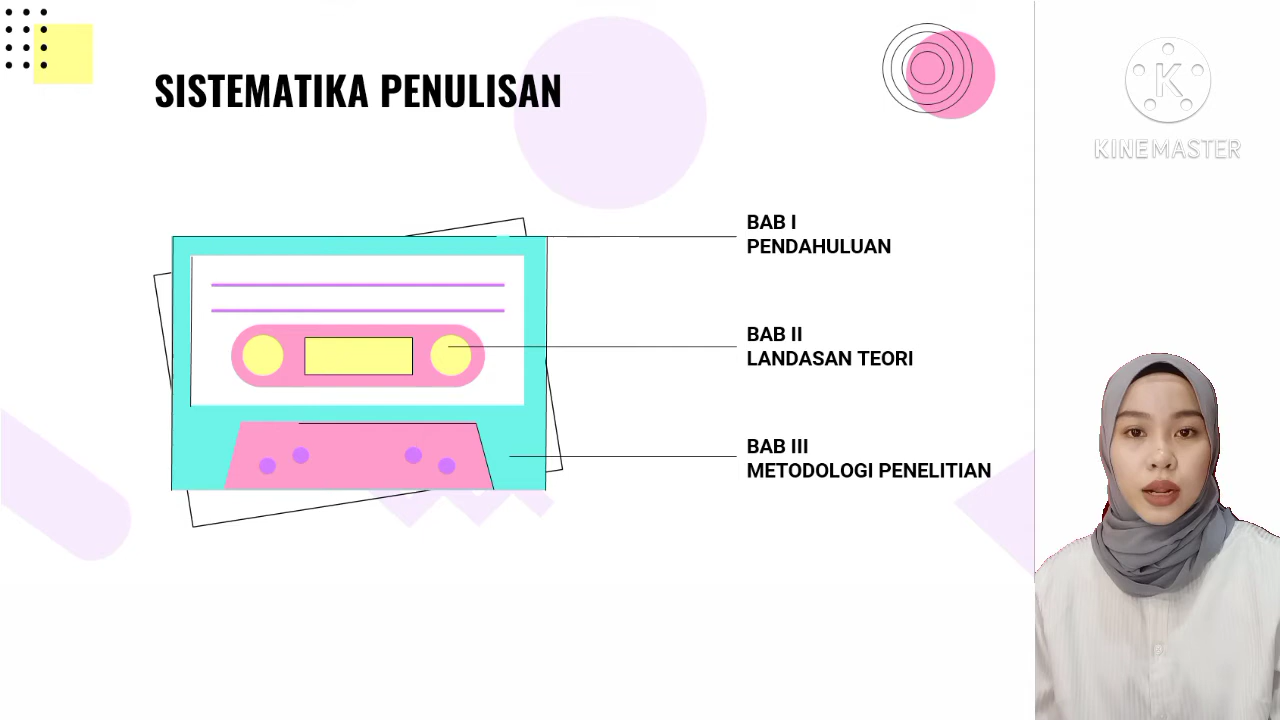 SISTEMATIKA PENULISAN
BAB I
PENDAHULUAN
BAB II
LANDASAN TEORI
BAB III
METODOLOGI PENELITIAN
K
KINEMASTER